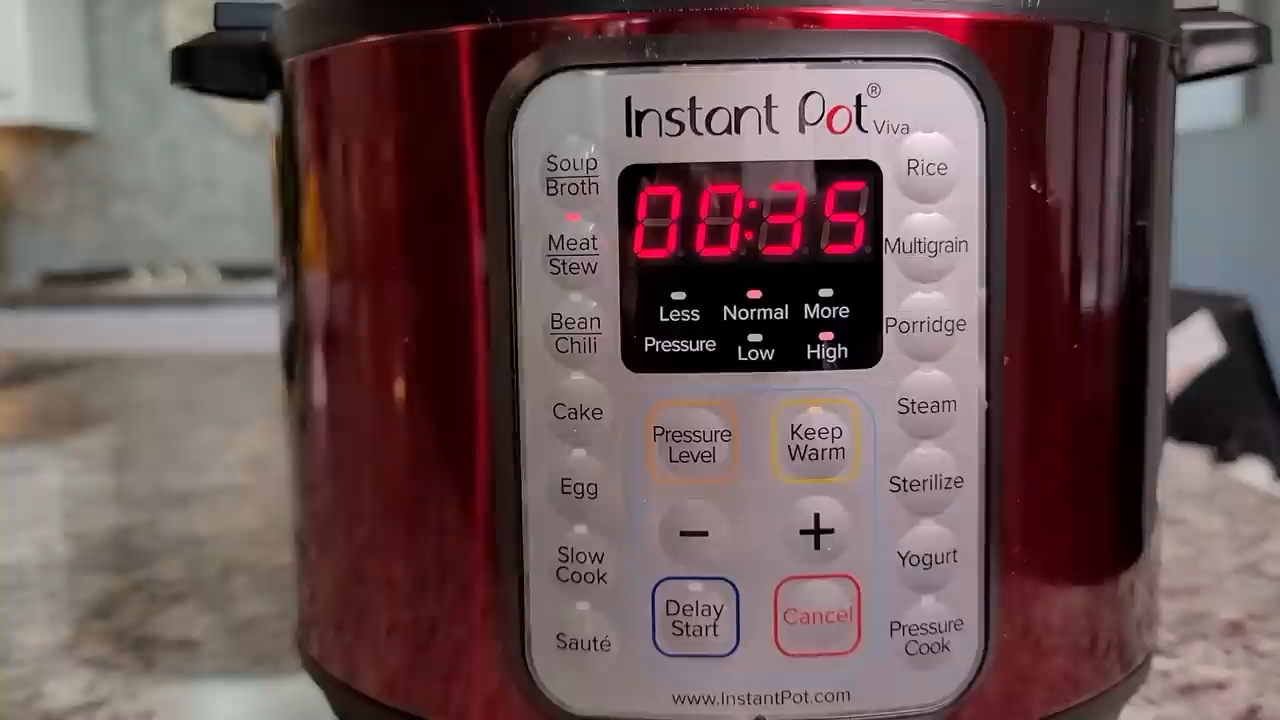 Instant Pot® Viva
Soup
Broth
Meat
Stew
Bean
Chili
Cake
Egg
Slow
Cook
Sauté
00:35
Less Normal More
Pressure Low High
Pressure
Level
Keep
Warm
- +
Delay
Start
Cancel
Rice
Multigrain
Porridge
Steam
Sterilize
Yogurt
Pressure
Cook
www.InstantPot.com